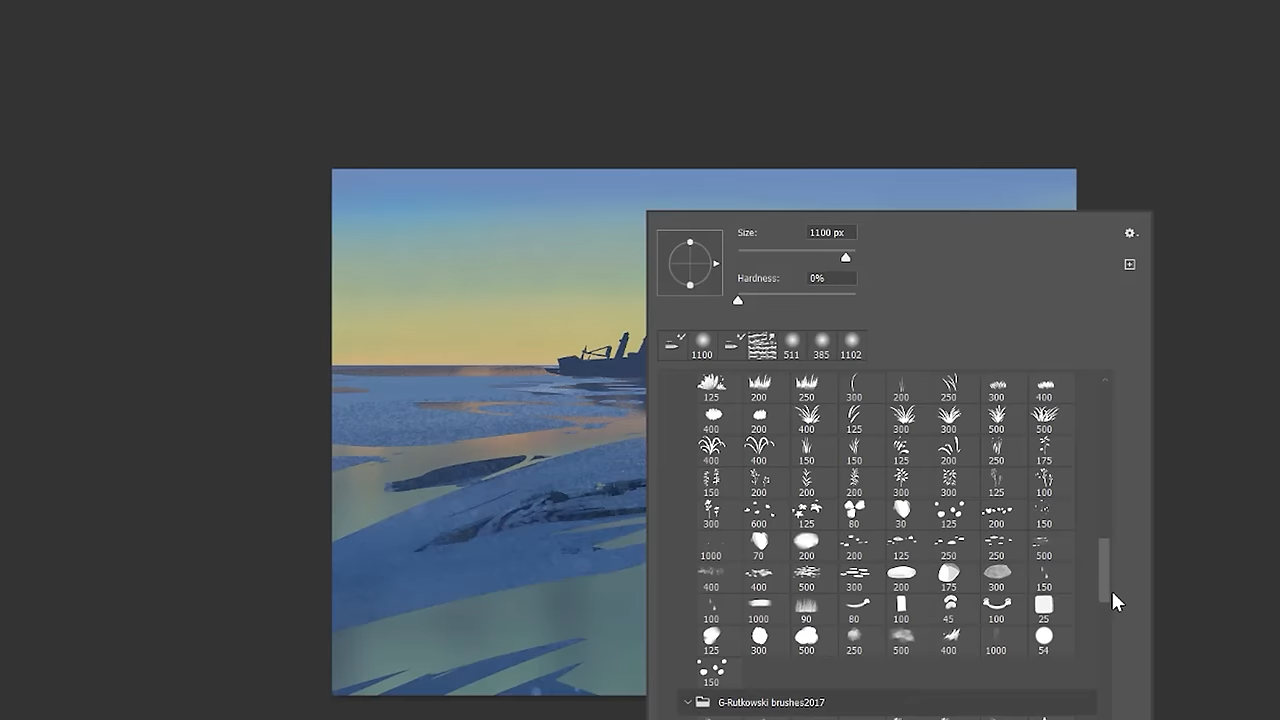 Size: 1100 px
Hardness: 0%
1100 511 385 1102
125 200 250 300 200 250 300 400
400 200 400 125 300 300 500 500
400 400 150 150 125 200 250 175
150 200 200 200 300 300 125 100
300 600 125 80 30 125 200 150
1000 70 200 200 125 250 250 500
400 400 500 300 200 175 300 150
100 1000 90 80 100 45 100 25
125 300 500 250 500 400 1000 54
150
G-Rutkowski brushes2017